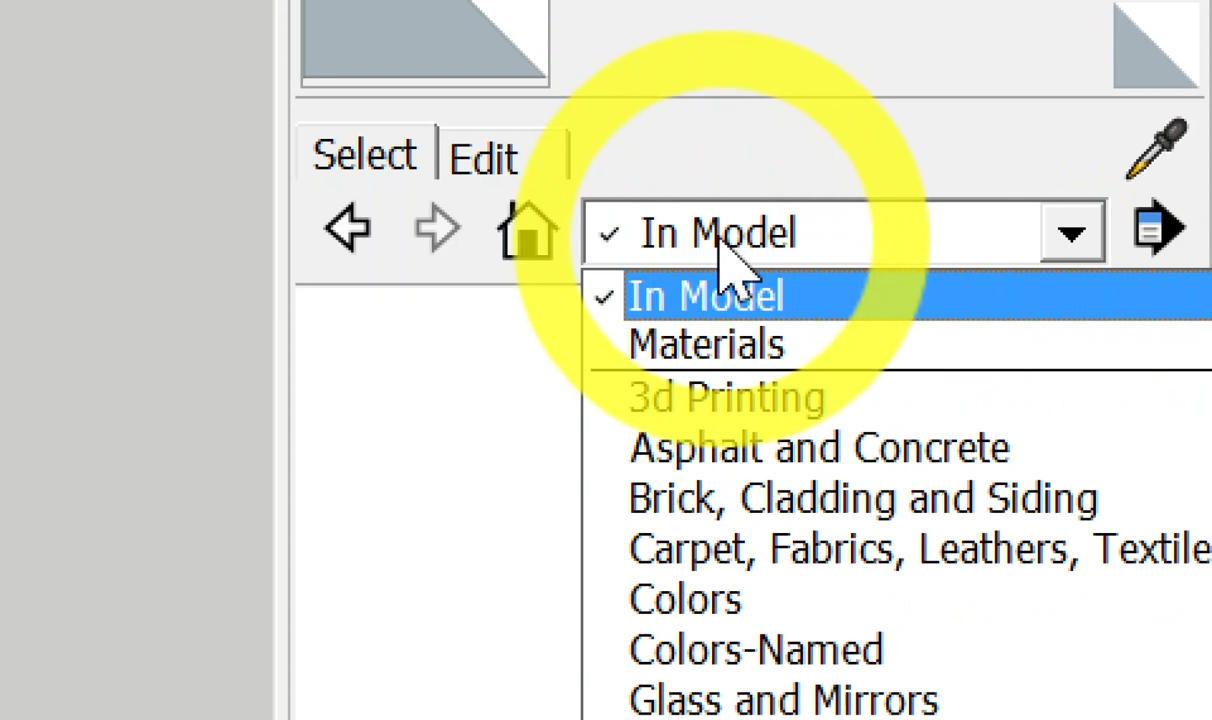 Select Edit
In Model
In Model
Materials
3d Printing
Asphalt and Concrete
Brick, Cladding and Siding
Carpet, Fabrics, Leathers, Textile
Colors
Colors-Named
Glass and Mirrors